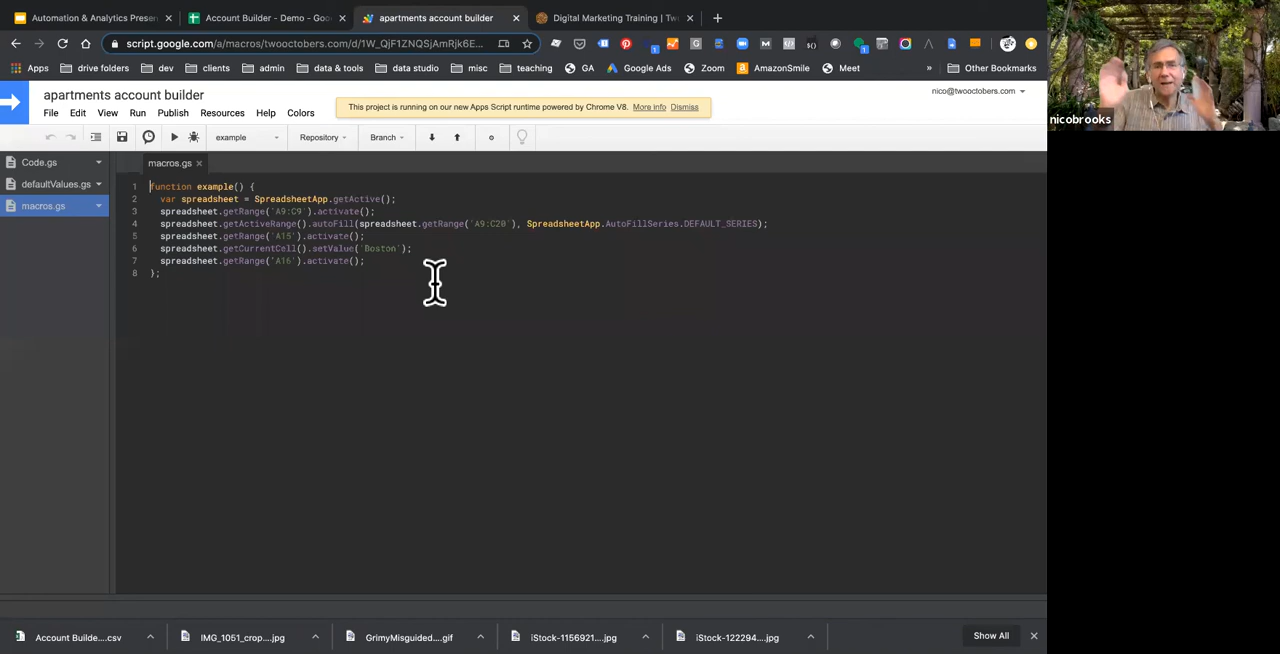 Automation & Analytics Presen
Account Builder - Demo - Goo
apartments account builder
Digital Marketing Training | Tw
script.google.com/a/macros/twooctobers.com/d/1W_QjF1ZNQSjAmRjk6E...
Apps
drive folders
dev
clients
admin
data & tools
data studio
misc
teaching
GA
Google Ads
Zoom
AmazonSmile
Meet
»
Other Bookmarks
apartments account builder
nico@twooctobers.com
File Edit View Publish Run Resources Help Colors
This project is running on our new Apps Script runtime powered by Chrome V8. More info Dismiss
example
Repository
Branch
Code.gs
defaultValues.gs
macros.gs
macros.gs
1 function example() {
2 var spreadsheet = SpreadsheetApp.getActive();
3 spreadsheet.getRange('A9:C9').activate();
4 spreadsheet.getActiveRange().autoFill(spreadsheet.getRange('A9:C20'), SpreadsheetApp.AutoFillSeries.DEFAULT_SERIES);
5 spreadsheet.getRange('A15').activate();
6 spreadsheet.getCurrentCell().setValue('Boston');
7 spreadsheet.getRange('A16').activate();
8 };
nicobrooks
Account Builde....csv
IMG_1051_crop....jpg
GrimyMisguided....gif
iStock-1156921....jpg
iStock-122294....jpg
Show All